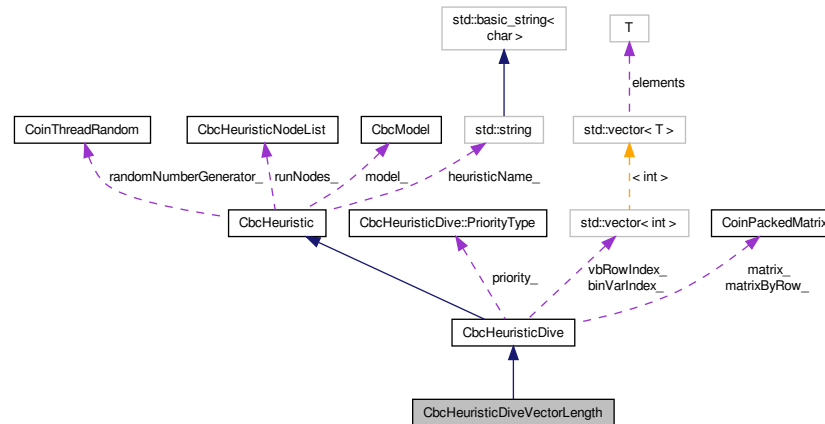 std::basic_string<
char >
T
elements
CoinThreadRandom
CbcHeuristicNodeList
CbcModel
std::string
std::vector< T >
randomNumberGenerator_
runNodes_
model_
heuristicName_
< int >
CbcHeuristic
CbcHeuristicDive::PriorityType
std::vector< int >
CoinPackedMatrix
priority_
vbRowIndex_
binVarIndex_
matrix_
matrixByRow_
CbcHeuristicDive
CbcHeuristicDiveVectorLength